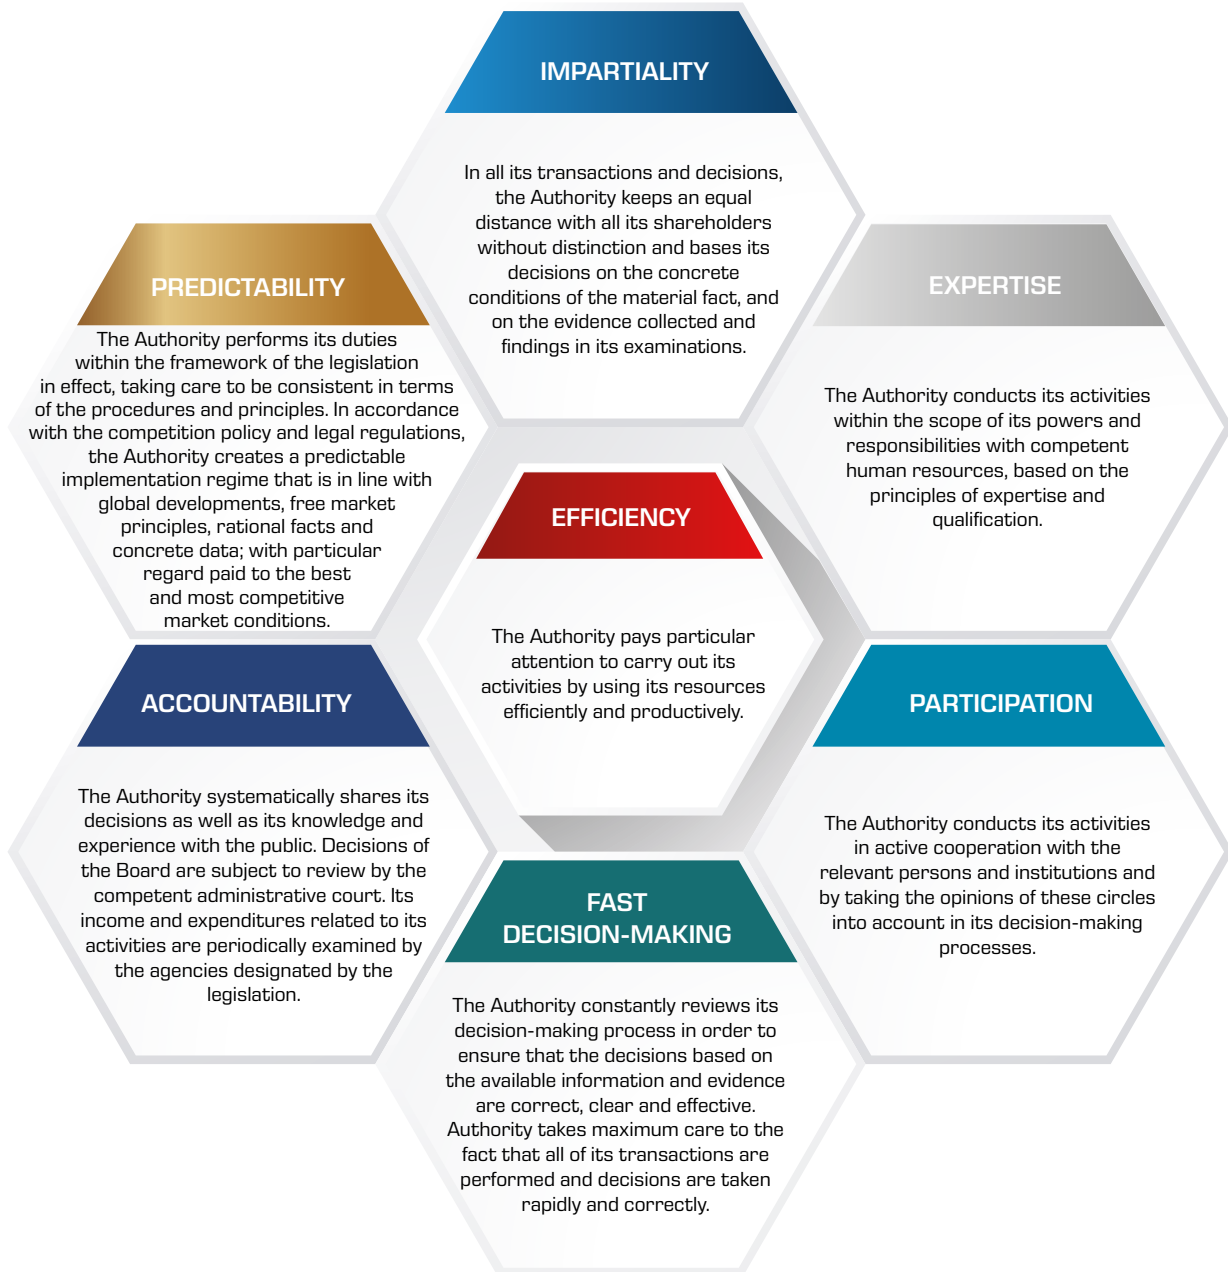 IMPARTIALITY
In all its transactions and decisions,
the Authority keeps an equal
distance with all its shareholders
without distinction and bases its
decisions on the concrete
conditions of the material fact, and
on the evidence collected and
findings in its examinations.
PREDICTABILITY
The Authority performs its duties
within the framework of the legislation
in effect, taking care to be consistent in terms
of the procedures and principles. In accordance
with the competition policy and legal regulations,
the Authority creates a predictable
implementation regime that is in line with
global developments, free market
principles, rational facts and
concrete data; with particular
regard paid to the best
and most competitive
market conditions.
EXPERTISE
The Authority conducts its activities
within the scope of its powers and
responsibilities with competent
human resources, based on the
principles of expertise and
qualification.
EFFICIENCY
The Authority pays particular
attention to carry out its
activities by using its resources
efficiently and productively.
ACCOUNTABILITY
The Authority systematically shares its
decisions as well as its knowledge and
experience with the public. Decisions of
the Board are subject to review by the
competent administrative court. Its
income and expenditures related to its
activities are periodically examined by
the agencies designated by the
legislation.
PARTICIPATION
The Authority conducts its activities
in active cooperation with the
relevant persons and institutions and
by taking the opinions of these circles
into account in its decision-making
processes.
FAST
DECISION-MAKING
The Authority constantly reviews its
decision-making process in order to
ensure that the decisions based on
the available information and evidence
are correct, clear and effective.
Authority takes maximum care to the
fact that all of its transactions are
performed and decisions are taken
rapidly and correctly.